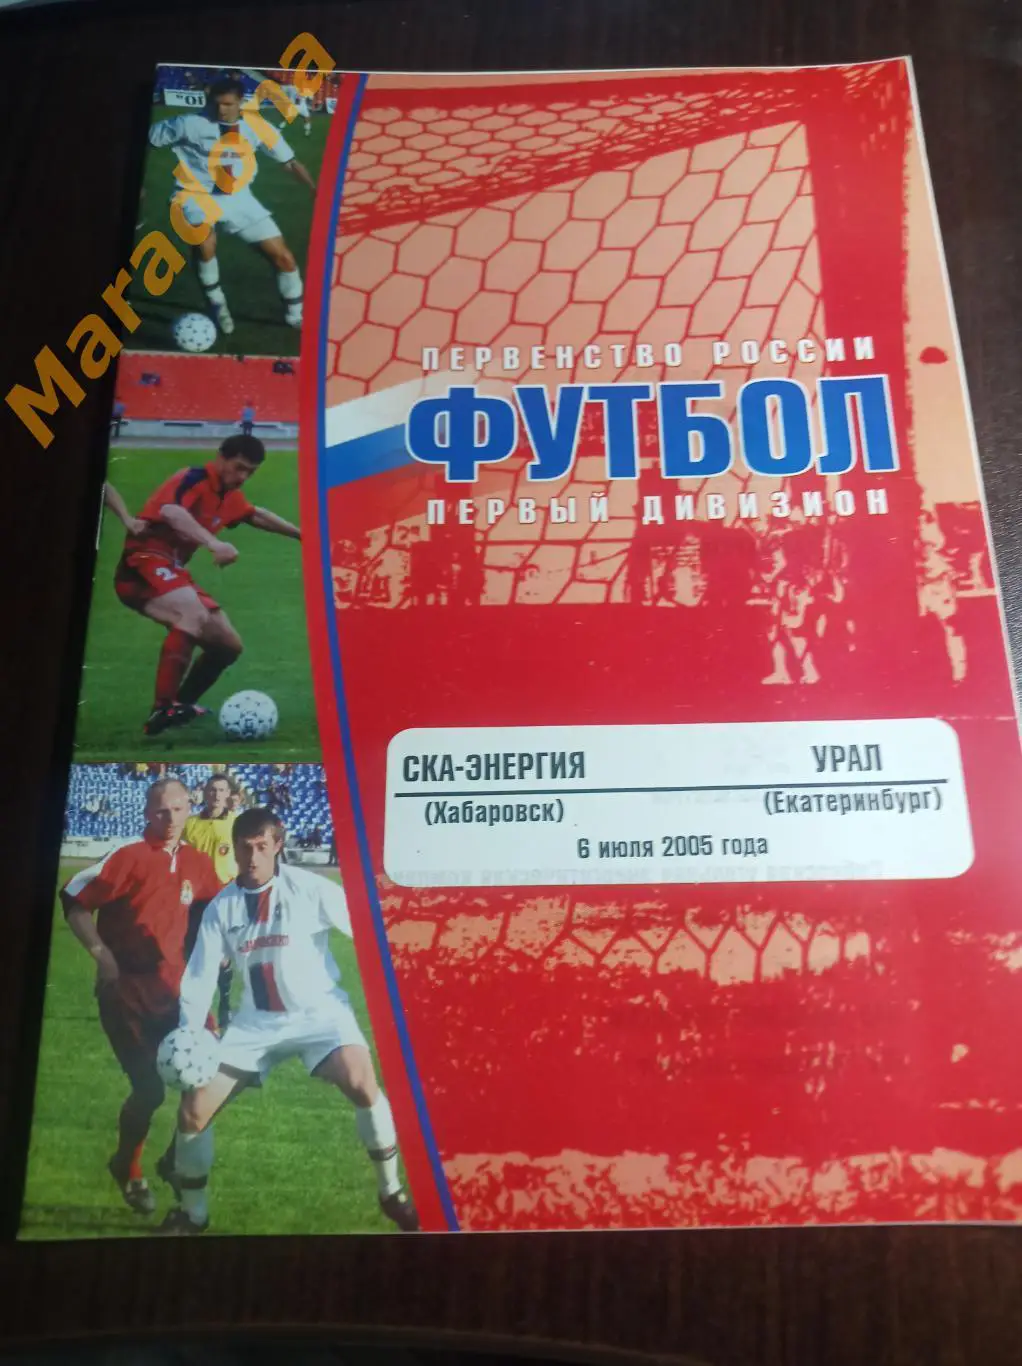 Maradona
ПЕРВЕНСТВО РОССИИ
ФУТБОЛ
ПЕРВЫЙ ДИВИЗИОН
СКА-ЭНЕРГИЯ УРАЛ
(Хабаровск) (Екатеринбург)
6 июля 2005 года